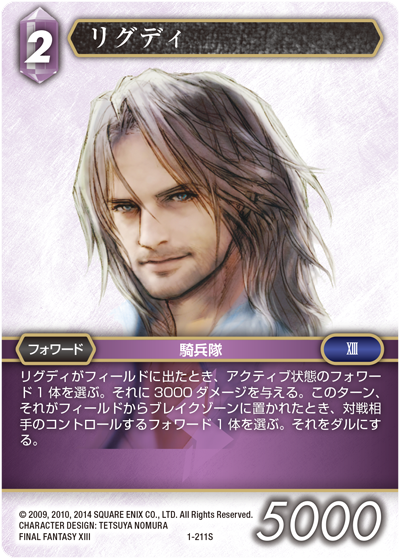 2
リグディ
フォワード
騎兵隊
XIII
リグディがフィールドに出たとき、アクティブ状態のフォワー
ド1体を選ぶ。それに3000ダメージを与える。このターン、
それがフィールドからブレイクゾーンに置かれたとき、対戦相
手のコントロールするフォワード1体を選ぶ。それをダルにす
る。
© 2009, 2010, 2014 SQUARE ENIX CO., LTD. All Rights Reserved.
CHARACTER DESIGN: TETSUYA NOMURA
FINAL FANTASY XIII
1-211S
5000